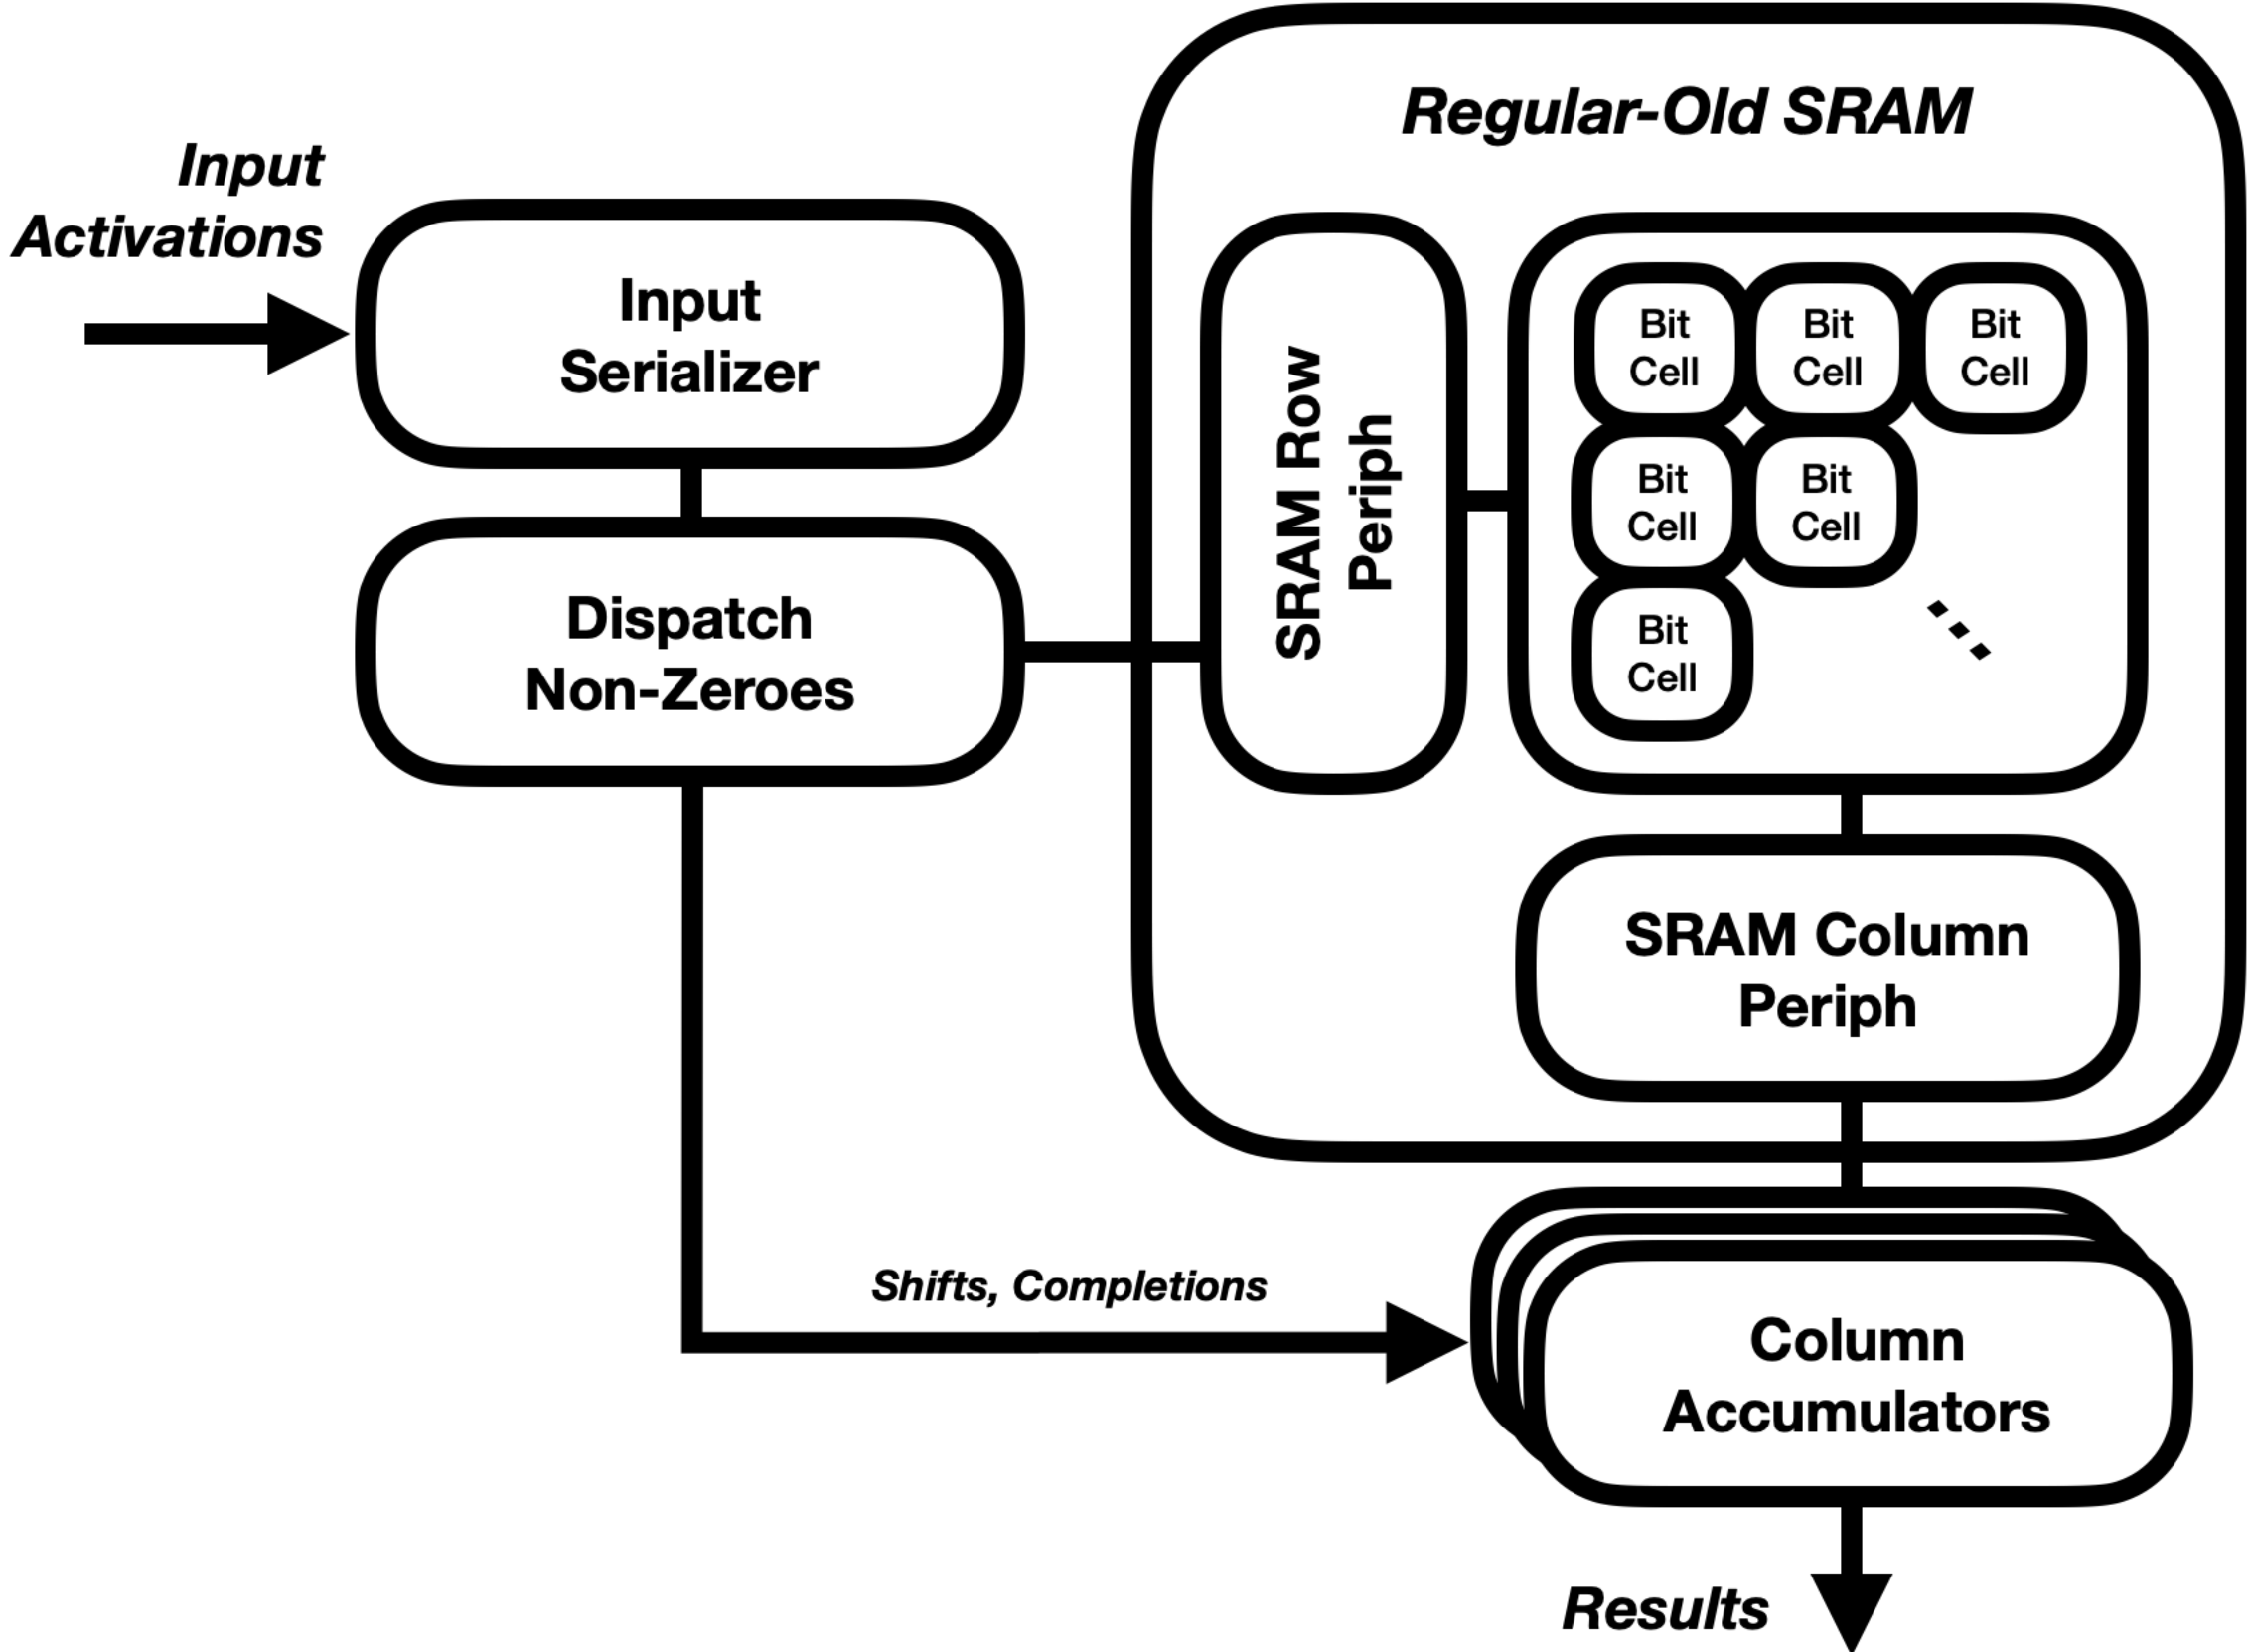 Regular-Old SRAM
Input
Activations
Input
Serializer
Dispatch
Non-Zeroes
SRAM Row
Periph
Bit
Cell
Bit
Cell
Bit
Cell
Bit
Cell
Bit
Cell
Bit
Cell
SRAM Column
Periph
Shifts, Completions
Column
Accumulators
Results